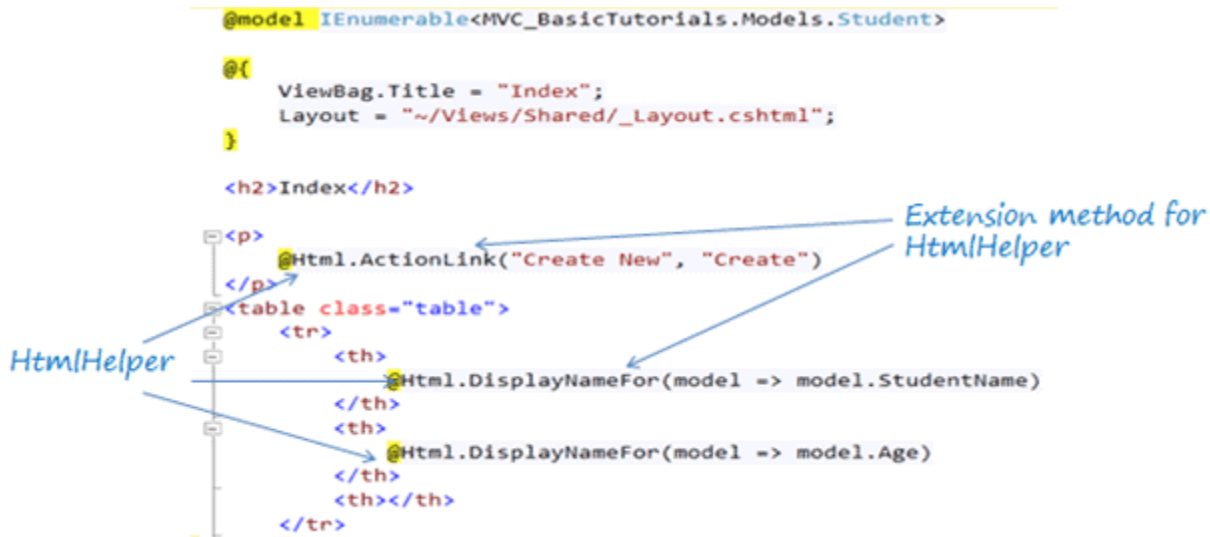 @model IEnumerable<MVC_BasicTutorials.Models.Student>
@{
ViewBag.Title = "Index";
Layout = "~/Views/Shared/_Layout.cshtml";
}
<h2>Index</h2>
<p>
@Html.ActionLink("Create New", "Create")
</p>
<table class="table">
<tr>
<th>
@Html.DisplayNameFor(model => model.StudentName)
</th>
<th>
@Html.DisplayNameFor(model => model.Age)
</th>
<th></th>
</tr>
Extension method for
HtmlHelper
HtmlHelper